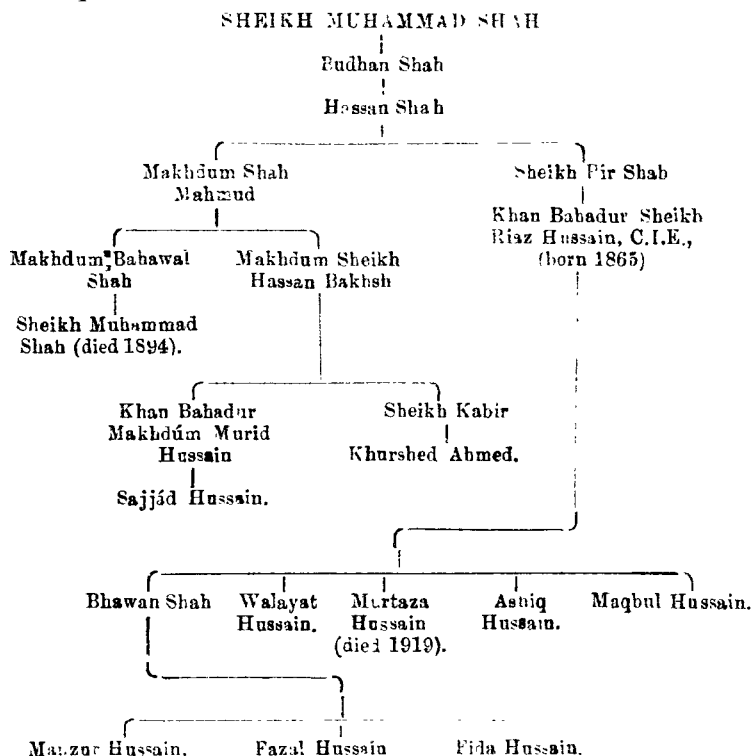 SHEIKH MUHAMMAD SHAH
Budhan Shah
Hassan Shah
Makhdum Shah
Mahmud
Sheikh Pir Shah
Khan Bahadur Sheikh
Riaz Hussain, C.I.E.,
(born 1865)
Makhdum Bahawal
Shah
Makhdum Sheikh
Hassan Bakhsh
Sheikh Muhammad
Shah (died 1894).
Khan Bahadur
Makhdúm Murid
Hussain
Sheikh Kabir
Khurshed Ahmed.
Sajjád Hussain.
Bhawan Shah
Walayat
Hussain.
Murtaza
Hussain
(died 1919).
Ashiq
Hussain.
Maqbul Hussain.
Manzur Hussain.
Fazal Hussain
Fida Hussain.